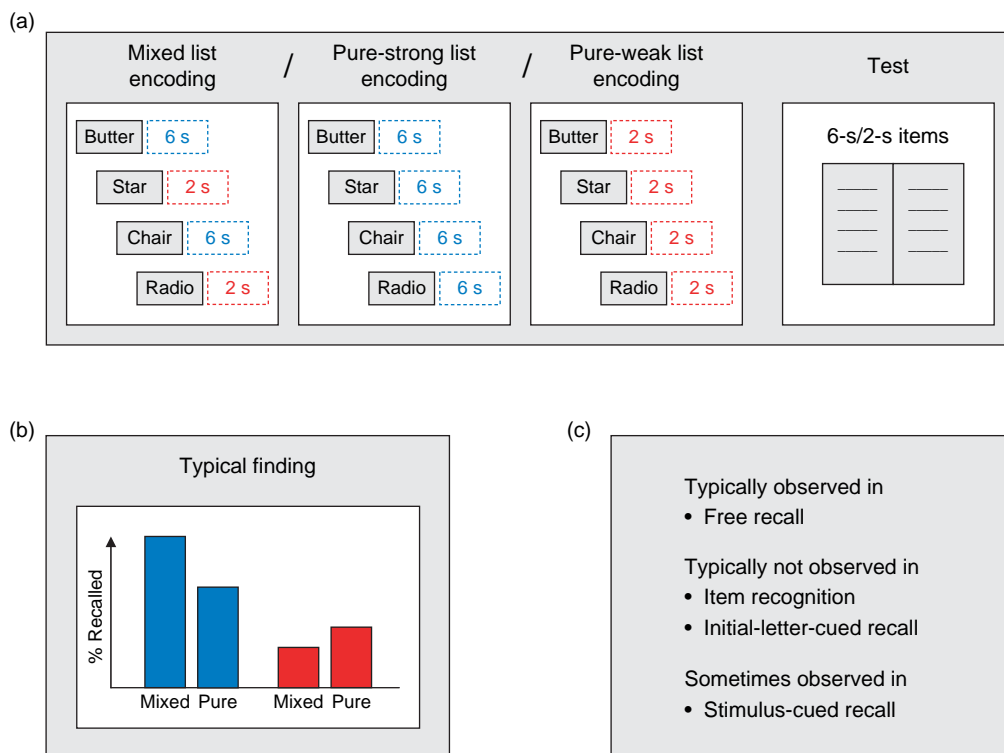 (a)
Mixed list encoding / Pure-strong list encoding / Pure-weak list encoding
Test
Butter 6 s
Star 2 s
Chair 6 s
Radio 2 s
Butter 6 s
Star 6 s
Chair 6 s
Radio 6 s
Butter 2 s
Star 2 s
Chair 2 s
Radio 2 s
6-s/2-s items
(b)
Typical finding
% Recalled
Mixed Pure Mixed Pure
(c)
Typically observed in
• Free recall
Typically not observed in
• Item recognition
• Initial-letter-cued recall
Sometimes observed in
• Stimulus-cued recall